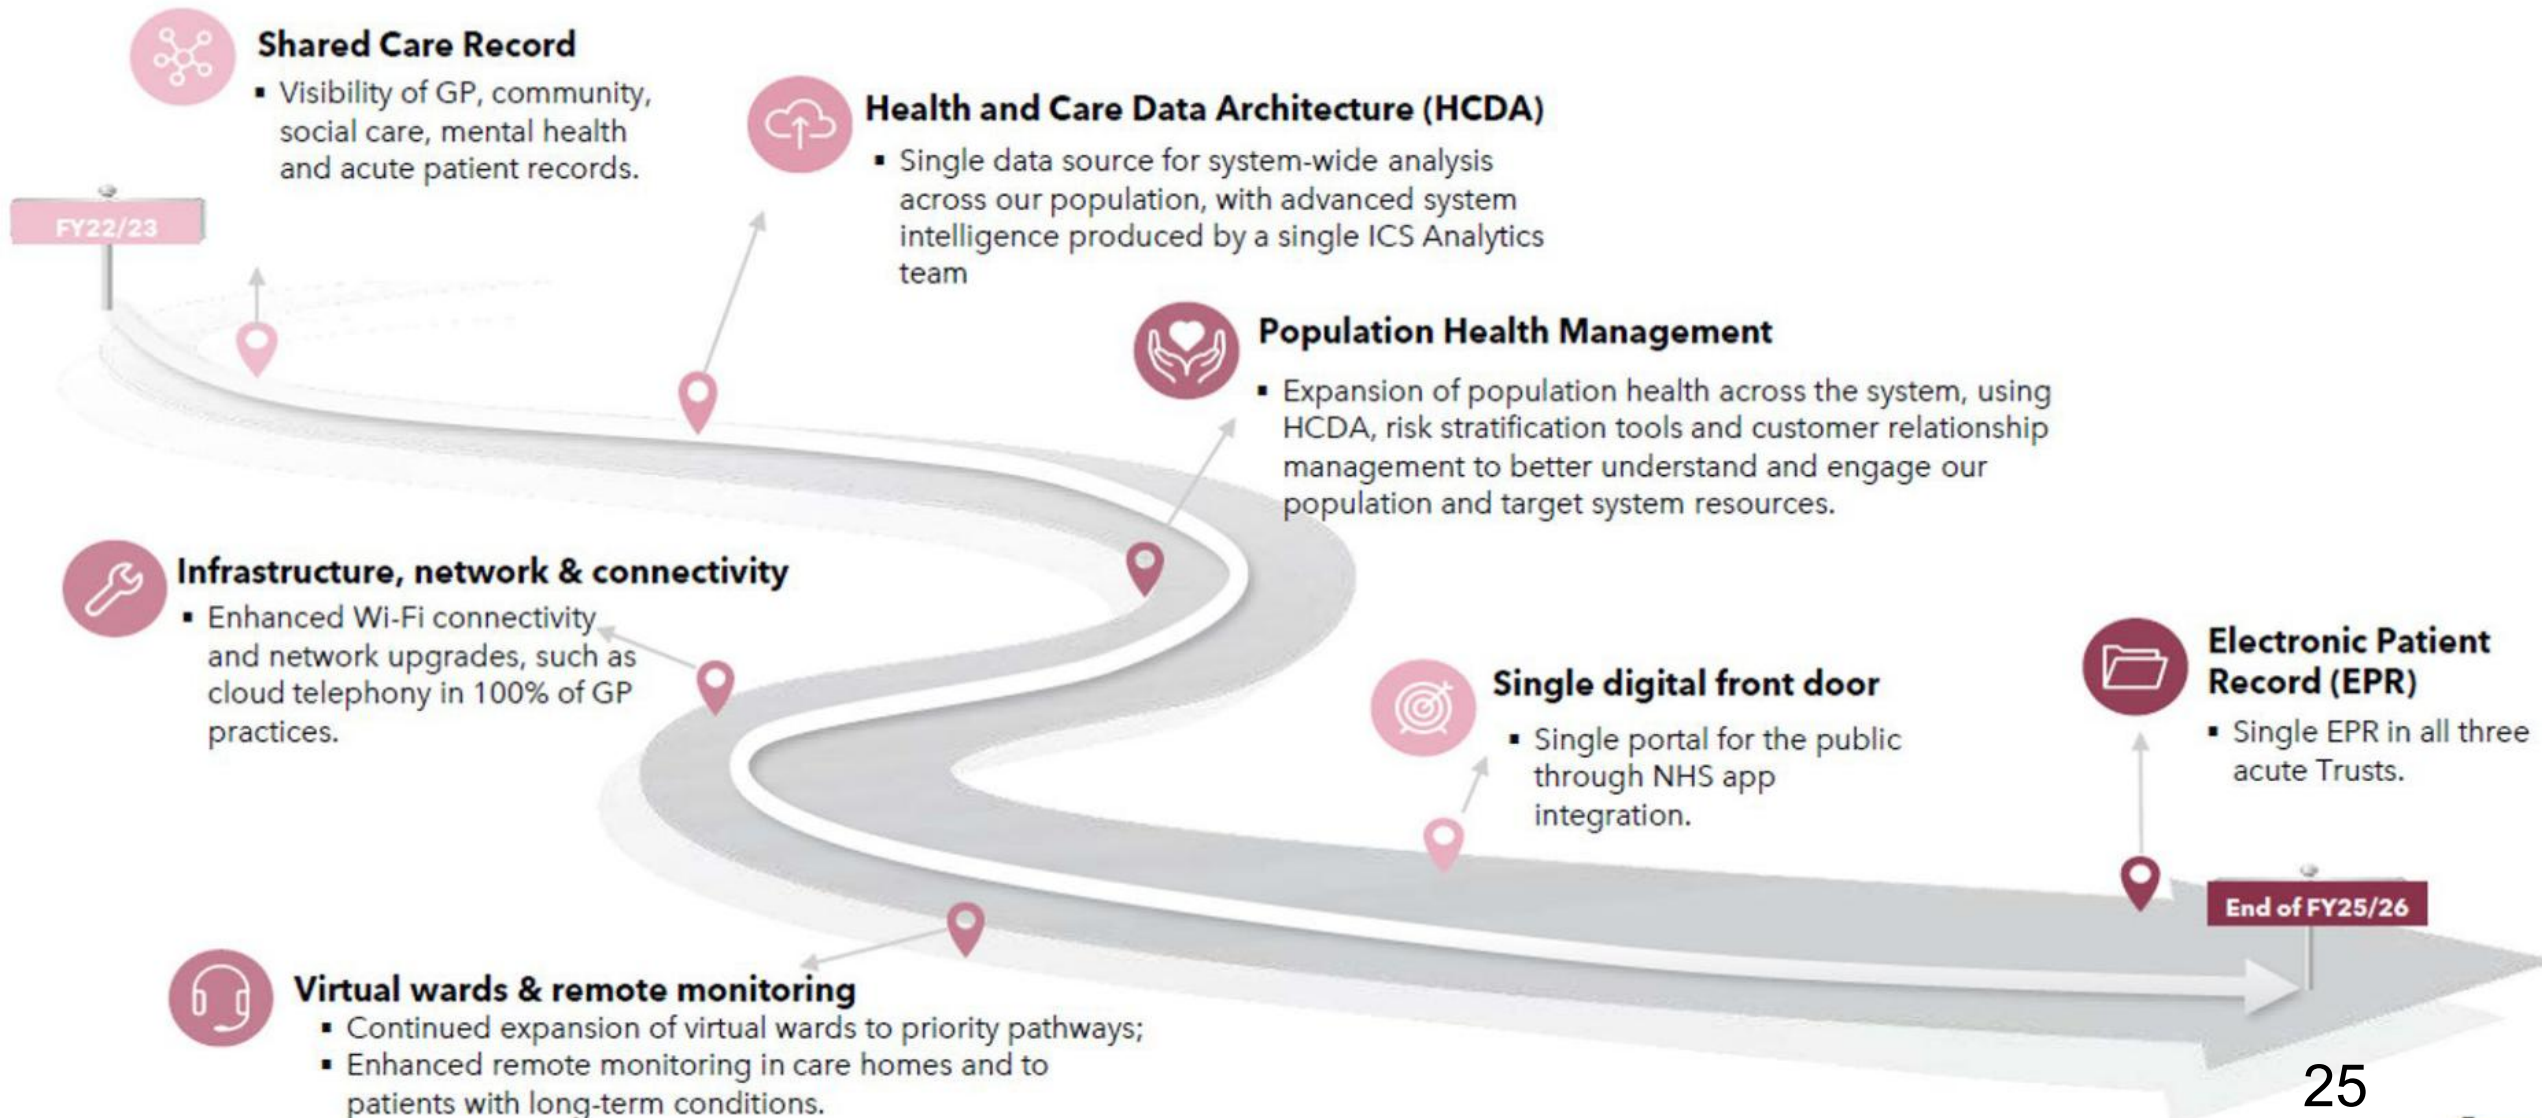 Shared Care Record
▪ Visibility of GP, community,
social care, mental health
and acute patient records.
FY22/23
Health and Care Data Architecture (HCDA)
▪ Single data source for system-wide analysis
across our population, with advanced system
intelligence produced by a single ICS Analytics
team
Population Health Management
▪ Expansion of population health across the system, using
HCDA, risk stratification tools and customer relationship
management to better understand and engage our
population and target system resources.
Infrastructure, network & connectivity
▪ Enhanced Wi-Fi connectivity
and network upgrades, such as
cloud telephony in 100% of GP
practices.
Single digital front door
▪ Single portal for the public
through NHS app
integration.
Electronic Patient
Record (EPR)
▪ Single EPR in all three
acute Trusts.
End of FY25/26
Virtual wards & remote monitoring
▪ Continued expansion of virtual wards to priority pathways;
▪ Enhanced remote monitoring in care homes and to
patients with long-term conditions.
25